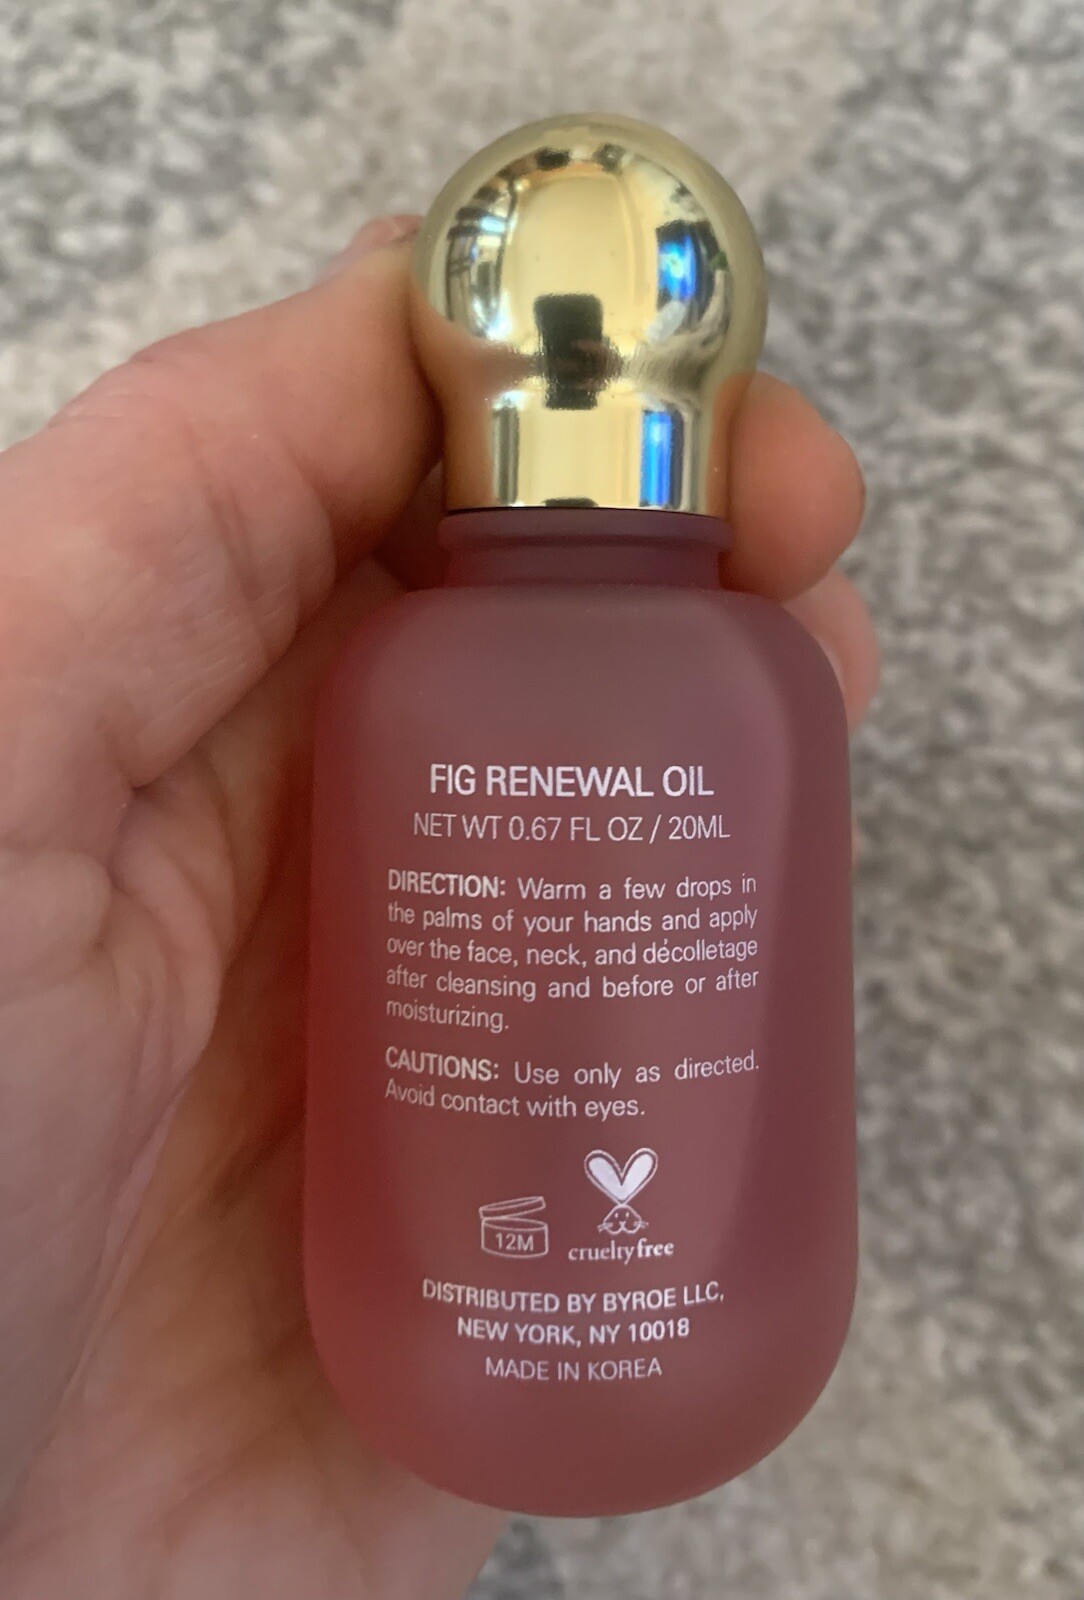 FIG RENEWAL OIL
NET WT 0.67 FL OZ / 20ML
DIRECTION: Warm a few drops in
the palms of your hands and apply
over the face, neck, and décolletage
after cleansing and before or after
moisturizing.
CAUTIONS: Use only as directed.
Avoid contact with eyes.
12M
crueltyfree
DISTRIBUTED BY BYROE LLC,
NEW YORK, NY 10018
MADE IN KOREA